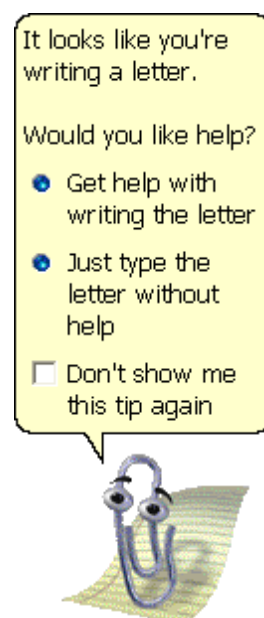 It looks like you're
writing a letter.
Would you like help?
Get help with
writing the letter
Just type the
letter without
help
Don't show me
this tip again